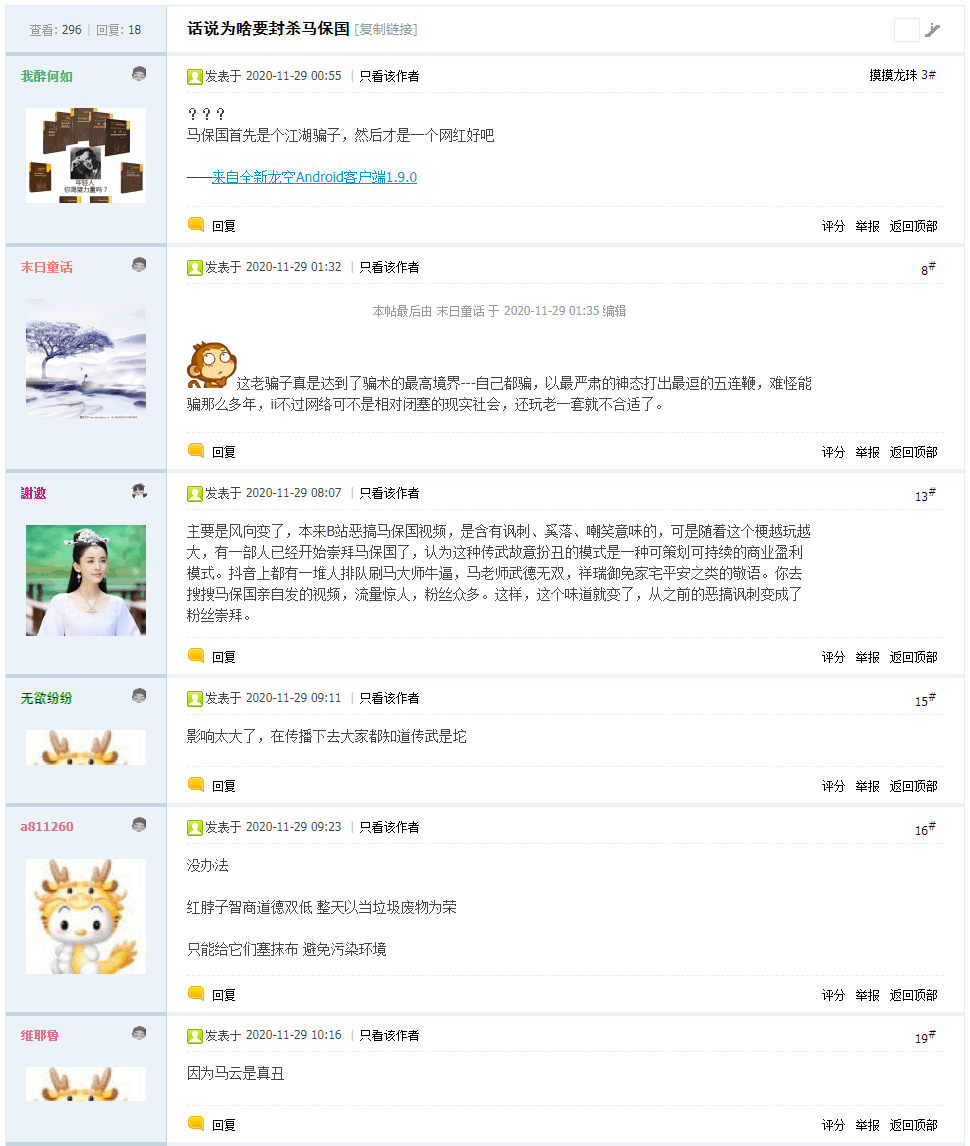 查看: 296 | 回复: 18
话说为啥要封杀马保国 [复制链接]
我醉何如
发表于 2020-11-29 00:55 | 只看该作者
摸摸龙珠 3#
？？？
马保国首先是个江湖骗子，然后才是一个网红好吧
——来自全新龙空Android客户端1.9.0
年轻人
你渴望力量吗？
回复
评分 举报 返回顶部
末日童话
发表于 2020-11-29 01:32 | 只看该作者
8#
本帖最后由 末日童话 于 2020-11-29 01:35 编辑
这老骗子真是达到了骗术的最高境界---自己都骗，以最严肃的神态打出最逗的五连鞭，难怪能
骗那么多年，ii不过网络可不是相对闭塞的现实社会，还玩老一套就不合适了。
回复
评分 举报 返回顶部
謝邀
发表于 2020-11-29 08:07 | 只看该作者
13#
主要是风向变了，本来B站恶搞马保国视频，是含有讽刺、奚落、嘲笑意味的，可是随着这个梗越玩越
大，有一部人已经开始崇拜马保国了，认为这种传武故意扮丑的模式是一种可策划可持续的商业盈利
模式。抖音上都有一堆人排队刷马大师牛逼，马老师武德无双，祥瑞御免家宅平安之类的敬语。你去
搜搜马保国亲自发的视频，流量惊人，粉丝众多。这样，这个味道就变了，从之前的恶搞讽刺变成了
粉丝崇拜。
回复
评分 举报 返回顶部
无欲纷纷
发表于 2020-11-29 09:11 | 只看该作者
15#
影响太大了，在传播下去大家都知道传武是坨
回复
评分 举报 返回顶部
a811260
发表于 2020-11-29 09:23 | 只看该作者
16#
没办法
红脖子智商道德双低 整天以当垃圾废物为荣
只能给它们塞抹布 避免污染环境
回复
评分 举报 返回顶部
维耶鲁
发表于 2020-11-29 10:16 | 只看该作者
19#
因为马云是真丑
回复
评分 举报 返回顶部